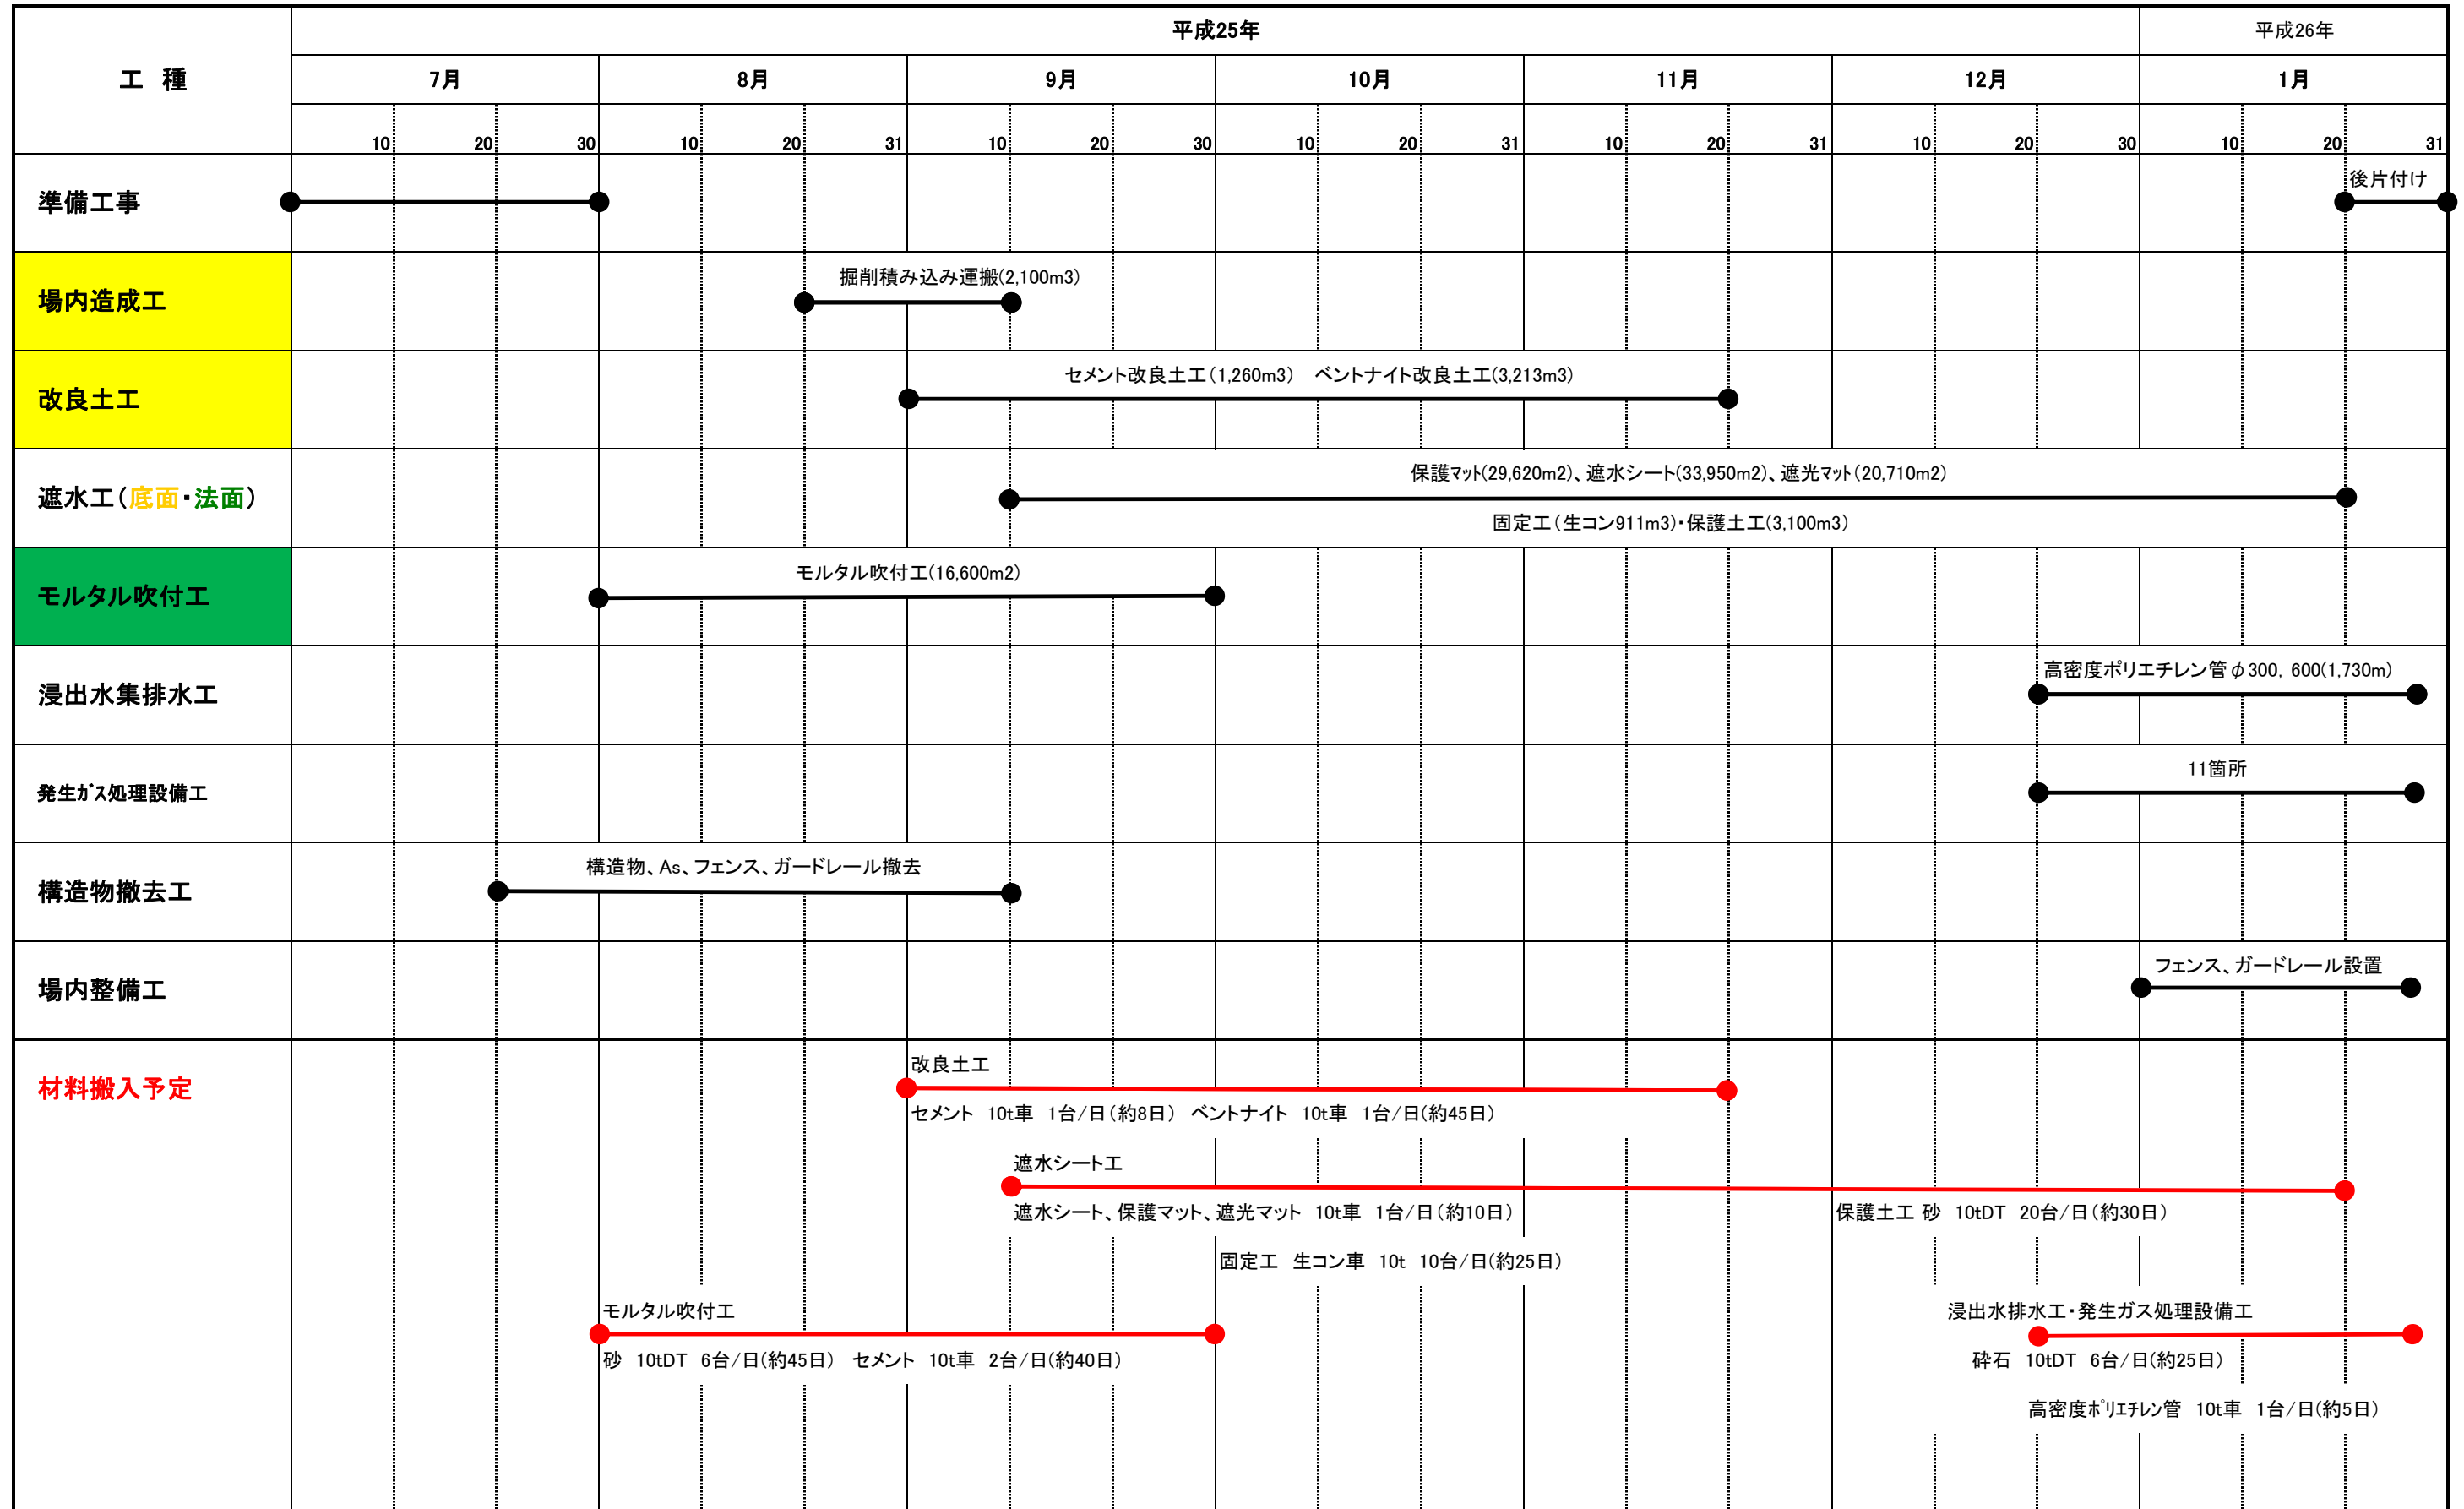 平成25年 平成26年
工　種 7月 8月 9月 10月 11月 12月 1月
10 20 30 10 20 31 10 20 30 10 20 31 10 20 31 10 20 30 10 20 31
準備工事 後片付け
場内造成工 掘削積み込み運搬(2,100m3)
改良土工 セメント改良土工（1,260m3）　ベントナイト改良土工(3,213m3)
遮水工（底面・法面） 保護ﾏｯﾄ(29,620m2)、遮水シート(33,950m2)、遮光ﾏｯﾄ(20,710m2)
固定工（生コン911m3)・保護土工(3,100m3)
モルタル吹付工 モルタル吹付工(16,600m2)
浸出水集排水工 高密度ポリエチレン管φ300，600(1,730m)
発生ｶﾞｽ処理設備工 11箇所
構造物撤去工 構造物、As、フェンス、ガードレール撤去
場内整備工 フェンス、ガードレール設置
材料搬入予定 改良土工
セメント　10t車　1台/日（約8日）　ベントナイト　10t車　1台/日（約45日）
遮水シート工
遮水シート、保護マット、遮光マット　10t車　1台/日（約10日） 保護土工 砂　10tDT　20台/日（約30日）
固定工　生コン車　10t　10台/日(約25日）
モルタル吹付工 浸出水排水工・発生ガス処理設備工
砂　10tDT　6台/日(約45日）　セメント　10t車　2台/日(約40日） 砕石　10tDT　6台/日(約25日）
高密度ﾎﾟﾘｴﾁﾚﾝ管　10t車　1台/日(約5日）